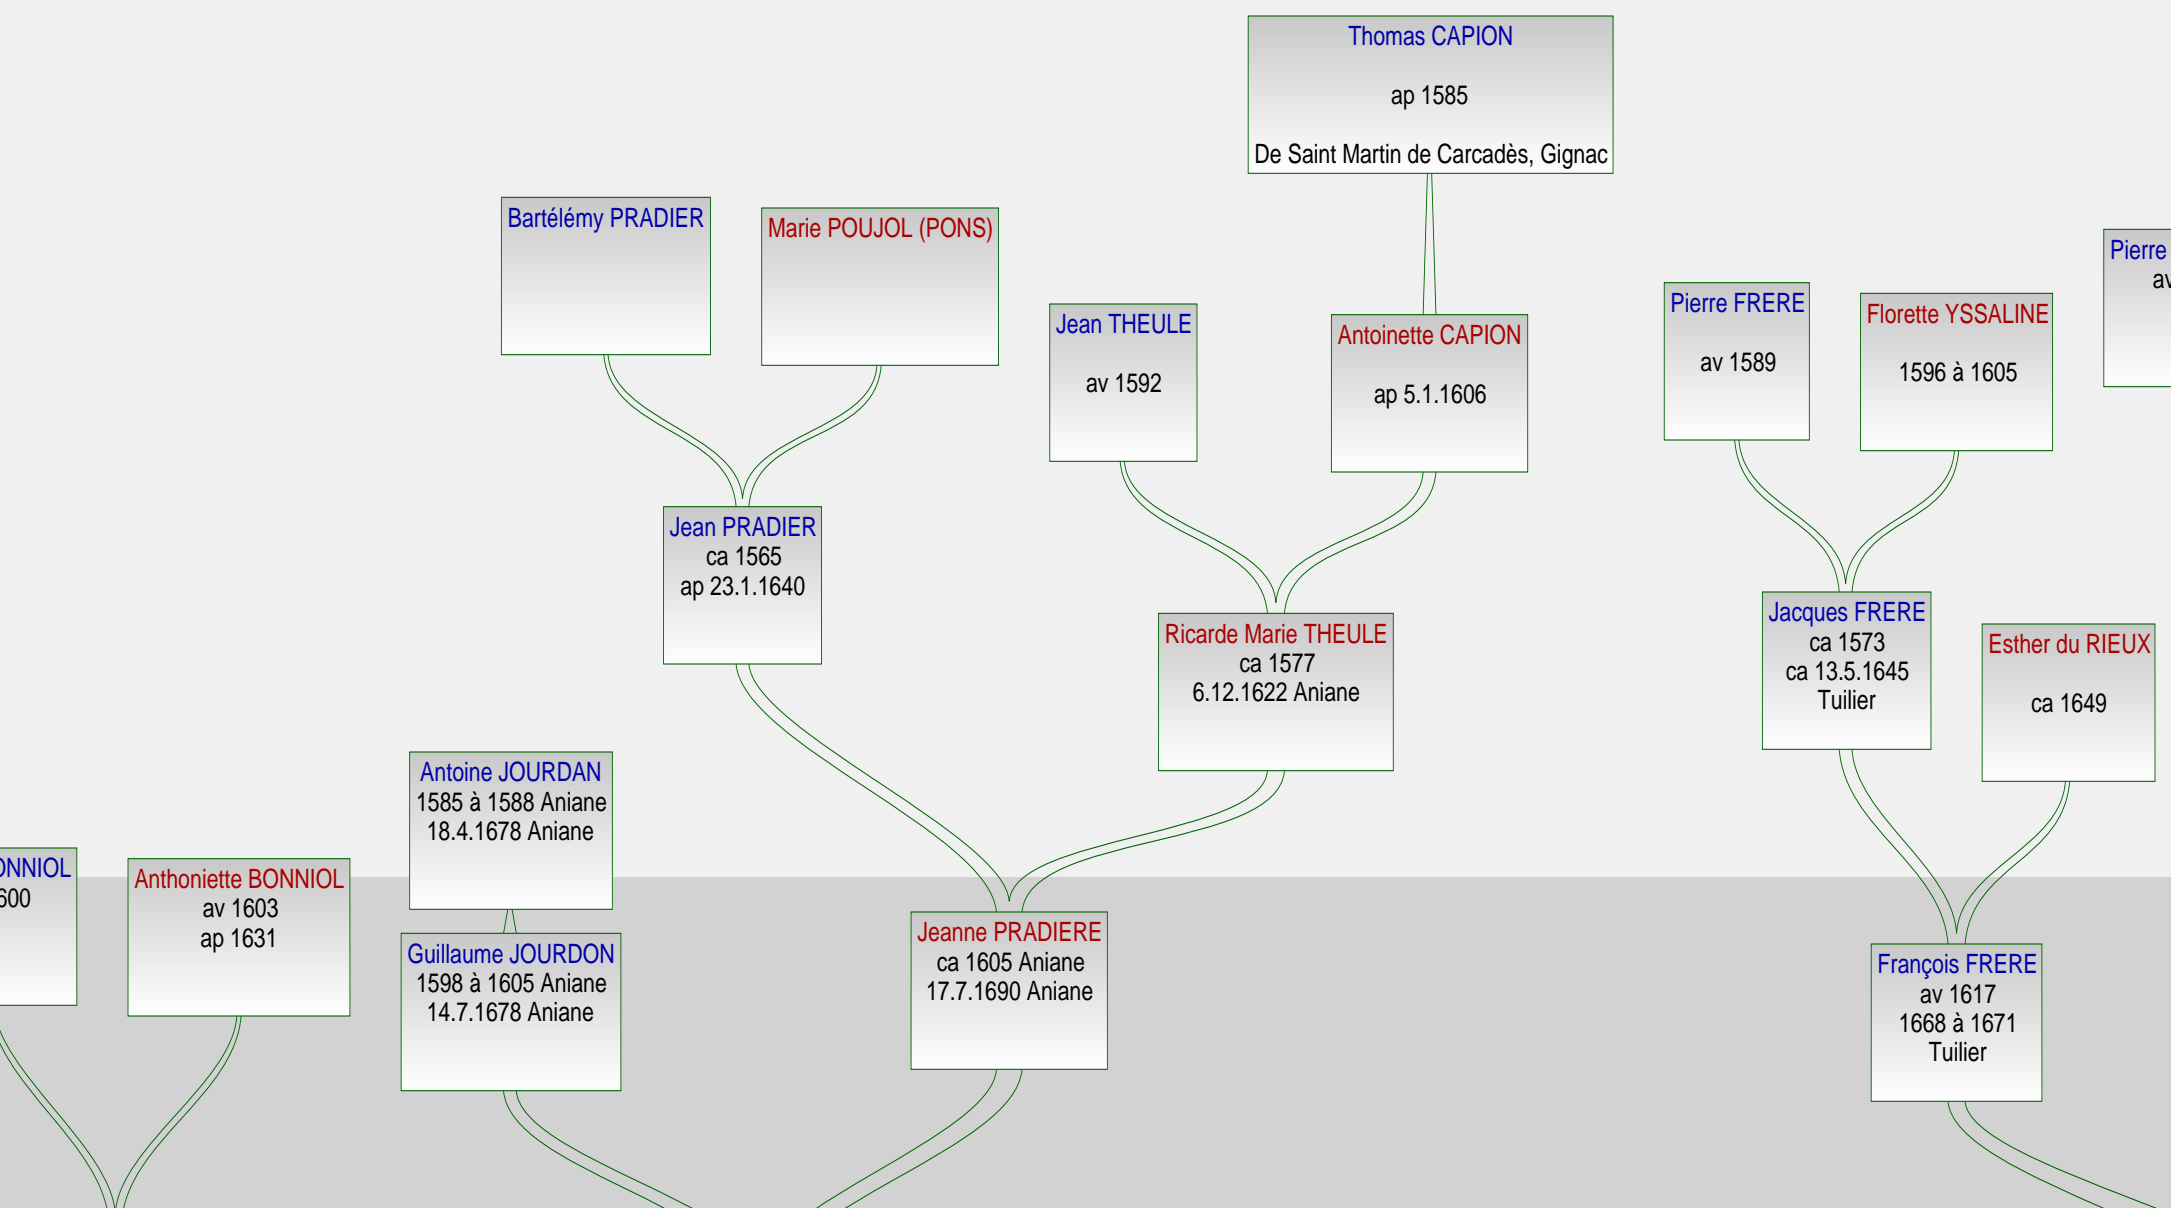 Thomas CAPION
ap 1585
De Saint Martin de Carcadès, Gignac
Bartélémy PRADIER
Marie POUJOL (PONS)
Pierre
av
Jean THEULE
av 1592
Antoinette CAPION
ap 5.1.1606
Pierre FRERE
av 1589
Florette YSSALINE
1596 à 1605
Jean PRADIER
ca 1565
ap 23.1.1640
Ricarde Marie THEULE
ca 1577
6.12.1622 Aniane
Jacques FRERE
ca 1573
ca 13.5.1645
Tuilier
Esther du RIEUX
ca 1649
Antoine JOURDAN
1585 à 1588 Aniane
18.4.1678 Aniane
ONNIOL
600
Anthoniette BONNIOL
av 1603
ap 1631
Guillaume JOURDON
1598 à 1605 Aniane
14.7.1678 Aniane
Jeanne PRADIERE
ca 1605 Aniane
17.7.1690 Aniane
François FRERE
av 1617
1668 à 1671
Tuilier